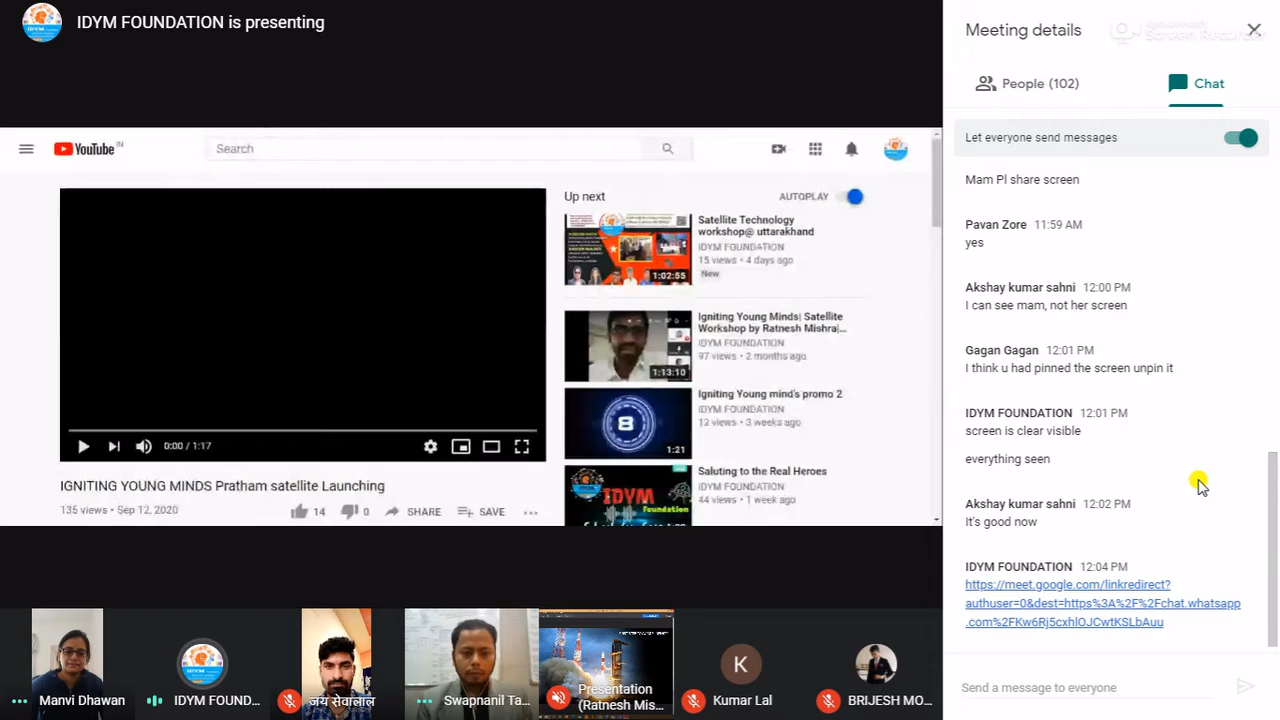 IDYM FOUNDATION is presenting
YouTube IN
Search
Up next
AUTOPLAY
Satellite Technology
workshop@ uttarakhand
IDYM FOUNDATION
15 views • 4 days ago
New
1:02:55
Igniting Young Minds| Satellite
Workshop by Ratnesh Mishra|...
IDYM FOUNDATION
97 views • 2 months ago
1:13:10
Igniting Young mind's promo 2
IDYM FOUNDATION
12 views • 3 weeks ago
8
1:21
Saluting to the Real Heroes
IDYM FOUNDATION
44 views • 1 week ago
IDYM
Foundation
0:00 / 1:17
IGNITING YOUNG MINDS Pratham satellite Launching
135 views • Sep 12, 2020
14
0
SHARE
SAVE
Manvi Dhawan
IDYM FOUND...
जय सेवालाल
Swapnanil Ta...
Presentation
(Ratnesh Mis...
K
Kumar Lal
BRIJESH MO...
Meeting details
Screen Recorder
People (102)
Chat
Let everyone send messages
Mam Pl share screen
Pavan Zore 11:59 AM
yes
Akshay kumar sahni 12:00 PM
I can see mam, not her screen
Gagan Gagan 12:01 PM
I think u had pinned the screen unpin it
IDYM FOUNDATION 12:01 PM
screen is clear visible
everything seen
Akshay kumar sahni 12:02 PM
It's good now
IDYM FOUNDATION 12:04 PM
https://meet.google.com/linkredirect?
authuser=0&dest=https%3A%2F%2Fchat.whatsapp
.com%2FKw6Rj5cxhlOJCwtKSLbAuu
Send a message to everyone